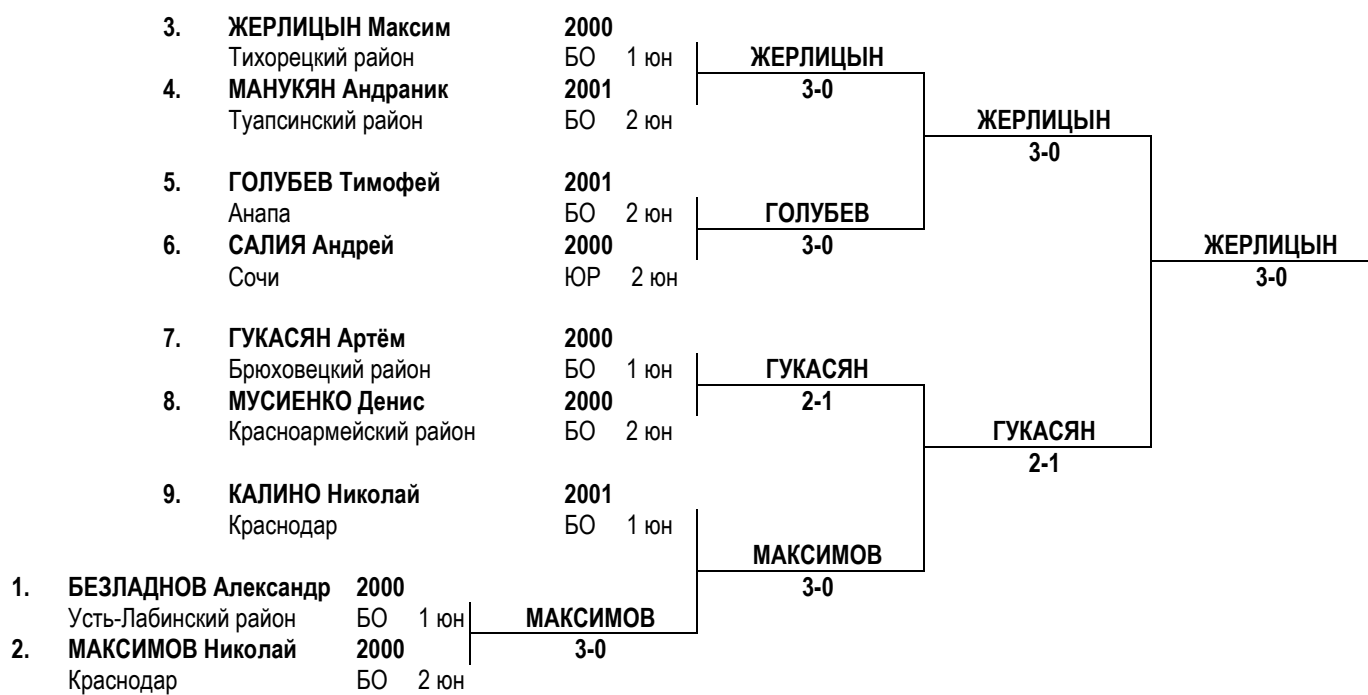 3. ЖЕРЛИЦЫН Максим 2000
Тихорецкий район БО 1 юн ЖЕРЛИЦЫН
4. МАНУКЯН Андраник 2001 3-0
Туапсинский район БО 2 юн ЖЕРЛИЦЫН
3-0
5. ГОЛУБЕВ Тимофей 2001
Анапа БО 2 юн ГОЛУБЕВ
6. САЛИЯ Андрей 2000 3-0 ЖЕРЛИЦЫН
Сочи ЮР 2 юн 3-0
7. ГУКАСЯН Артём 2000
Брюховецкий район БО 1 юн ГУКАСЯН
8. МУСИЕНКО Денис 2000 2-1
Красноармейский район БО 2 юн ГУКАСЯН
2-1
9. КАЛИНО Николай 2001
Краснодар БО 1 юн
МАКСИМОВ
1. БЕЗЛАДНОВ Александр 2000 3-0
Усть-Лабинский район БО 1 юн МАКСИМОВ
2. МАКСИМОВ Николай 2000 3-0
Краснодар БО 2 юн